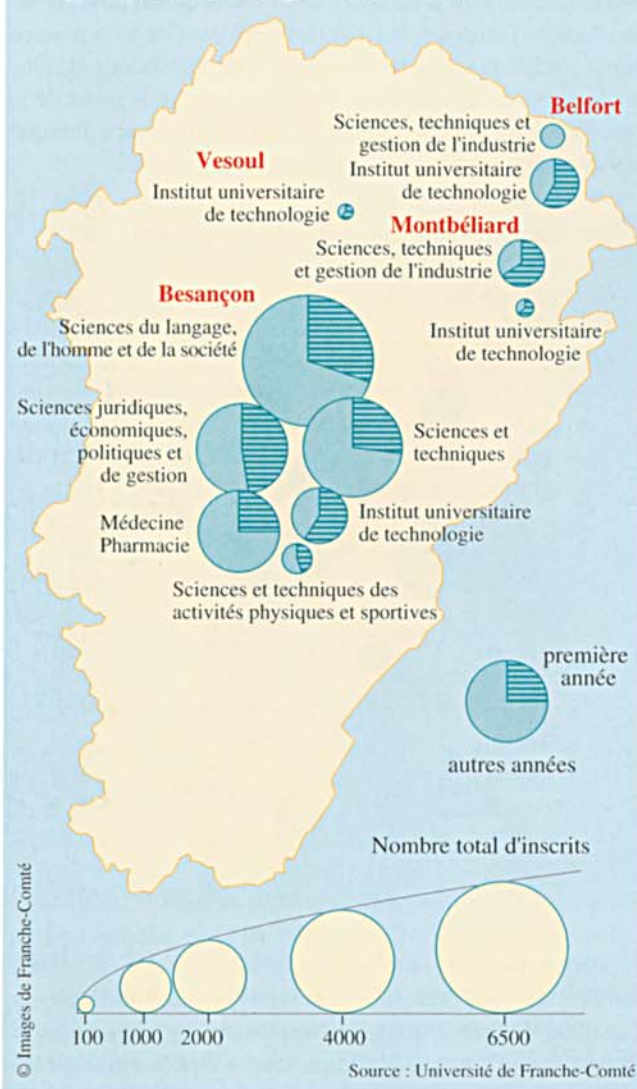 Belfort
Sciences, techniques et
gestion de l'industrie
Institut universitaire
de technologie
Vesoul
Institut universitaire
de technologie
Montbéliard
Sciences, techniques
et gestion de l'industrie
Institut universitaire
de technologie
Besançon
Sciences du langage,
de l'homme et de la société
Sciences juridiques,
économiques,
politiques et
de gestion
Sciences et
techniques
Médecine
Pharmacie
Institut universitaire
de technologie
Sciences et techniques des
activités physiques et sportives
première
année
autres années
Nombre total d'inscrits
100 1000 2000 4000 6500
© Images de Franche-Comté
Source : Université de Franche-Comté